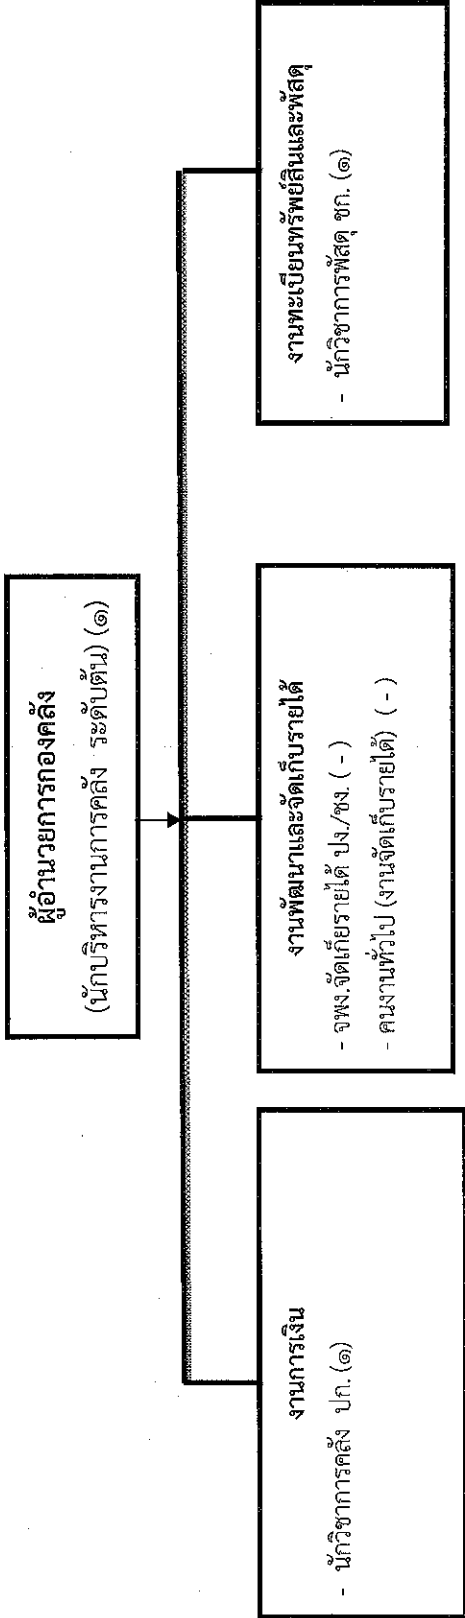 ผู้อำนวยการกองคลัง
(นักบริหารงานการคลัง ระดับต้น) (๑)
งานการเงิน
- นักวิชาการคลัง ปก.(๑)
งานพัฒนาและจัดเก็บรายได้
- จพง.จัดเกียรายได้ ปง./ชง. ( - )
- คนงานทั่วไป (งานจัดเก็บรายได้) ( - )
งานทะเบียนทรัพย์สินและพัสดุ
- นักวิชาการพัสดุ ชก. (๑)